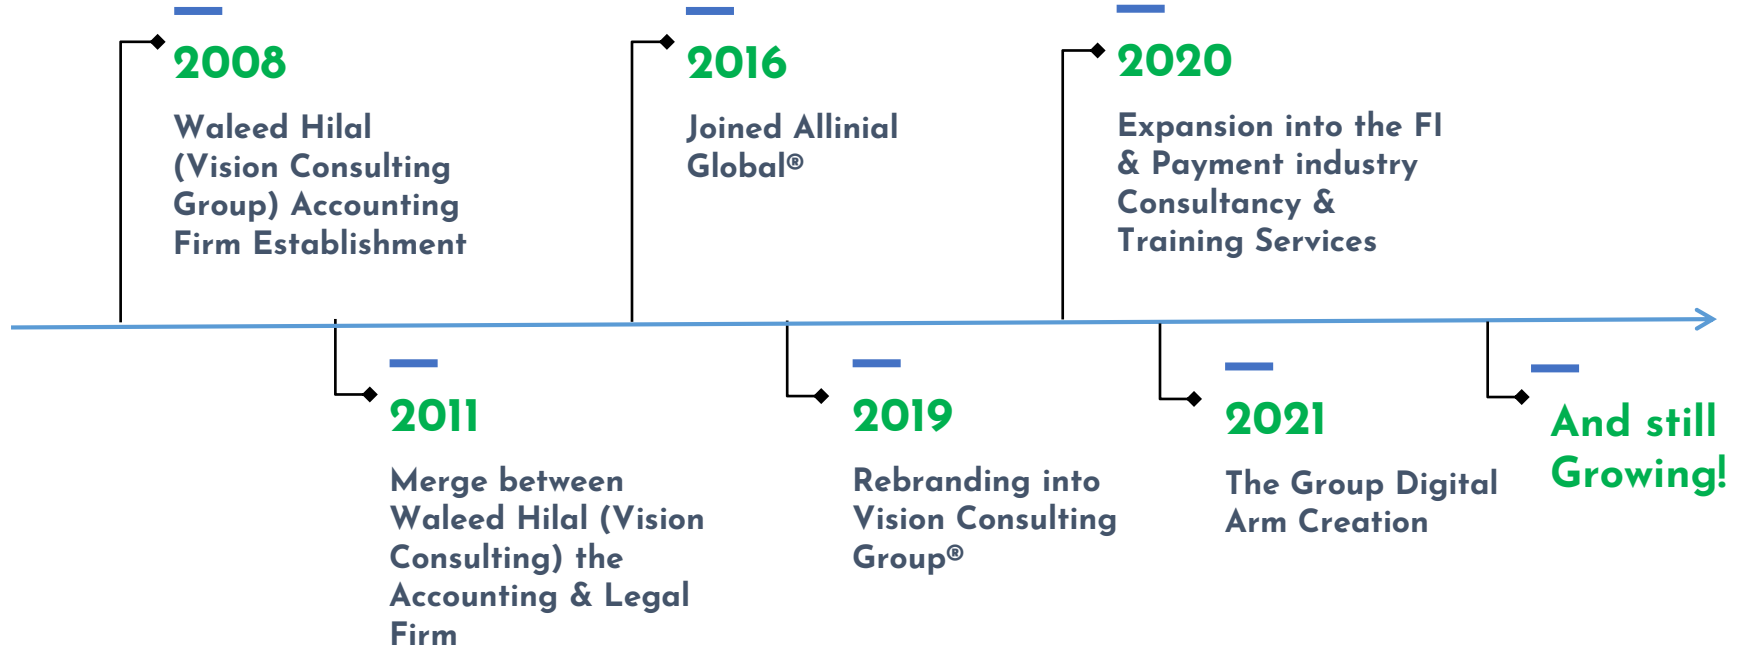 2008
Waleed Hilal
(Vision Consulting
Group) Accounting
Firm Establishment
2016
Joined Allinial
Global®
2020
Expansion into the FI
& Payment industry
Consultancy &
Training Services
2011
Merge between
Waleed Hilal (Vision
Consulting) the
Accounting & Legal
Firm
2019
Rebranding into
Vision Consulting
Group®
2021
The Group Digital
Arm Creation
And still
Growing!